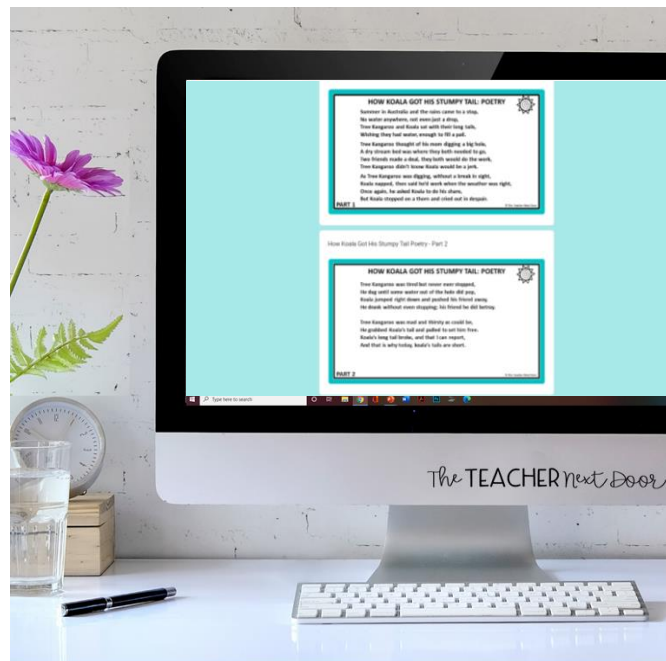 HOW KOALA GOT HIS STUMPY TAIL: POETRY
Summer in Australia and the rains came to a stop,
No water anywhere, not even just a drop,
Tree Kangaroo and Koala sat with their long tails,
Wishing they had water, enough to fill a pail.
Tree Kangaroo thought of his mom digging a big hole,
A dry stream bed was where they both needed to go,
Two friends made a deal, they both would do the work,
Tree Kangaroo didn't know Koala would be a jerk.
As Tree Kangaroo was digging, without a break in sight,
Koala napped, then said he'd work when the weather was right,
Once again, he asked Koala to do his share,
But Koala stepped on a thorn and cried out in despair.
PART 1
How Koala Got His Stumpy Tail Poetry - Part 2
HOW KOALA GOT HIS STUMPY TAIL: POETRY
Tree Kangaroo was tired but never ever stopped,
He dug until some water out of the hole did pop,
Koala jumped right down and pushed his friend away,
He drank without even stopping; his friend he did betray.
Tree Kangaroo was mad and thirsty as could be,
He grabbed Koala's tail and pulled to set him free.
Koala's long tail broke, and that I can report,
And that is why today, koala's tails are short.
PART 2
Type here to search
The TEACHER Next Door